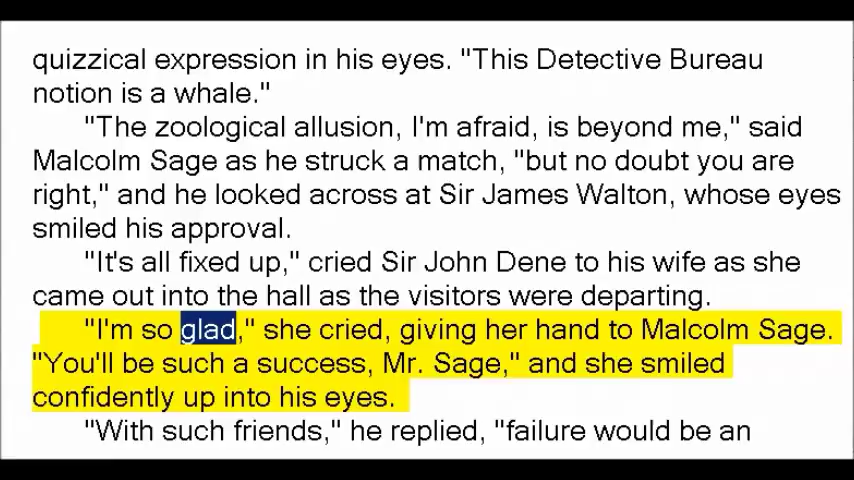 quizzical expression in his eyes. "This Detective Bureau
notion is a whale."
"The zoological allusion, I'm afraid, is beyond me," said
Malcolm Sage as he struck a match, "but no doubt you are
right," and he looked across at Sir James Walton, whose eyes
smiled his approval.
"It's all fixed up," cried Sir John Dene to his wife as she
came out into the hall as the visitors were departing.
"I'm so glad," she cried, giving her hand to Malcolm Sage.
"You'll be such a success, Mr. Sage," and she smiled
confidently up into his eyes.
"With such friends," he replied, "failure would be an